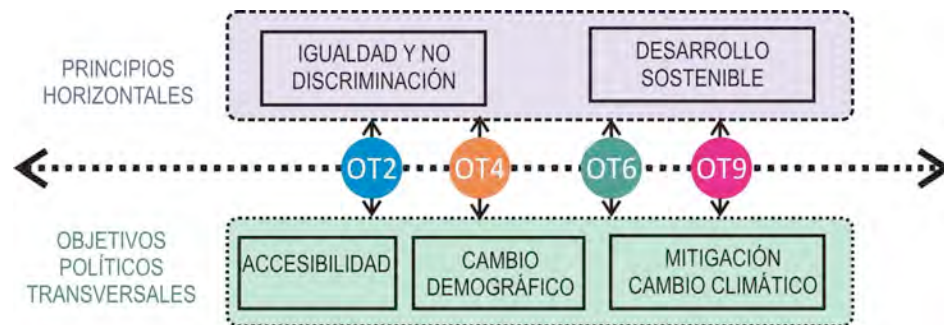 PRINCIPIOS
HORIZONTALES
IGUALDAD Y NO
DISCRIMINACIÓN
DESARROLLO
SOSTENIBLE
OT2
OT4
OT6
OT9
OBJETIVOS
POLÍTICOS
TRANSVERSALES
ACCESIBILIDAD
CAMBIO
DEMOGRÁFICO
MITIGACIÓN
CAMBIO CLIMÁTICO